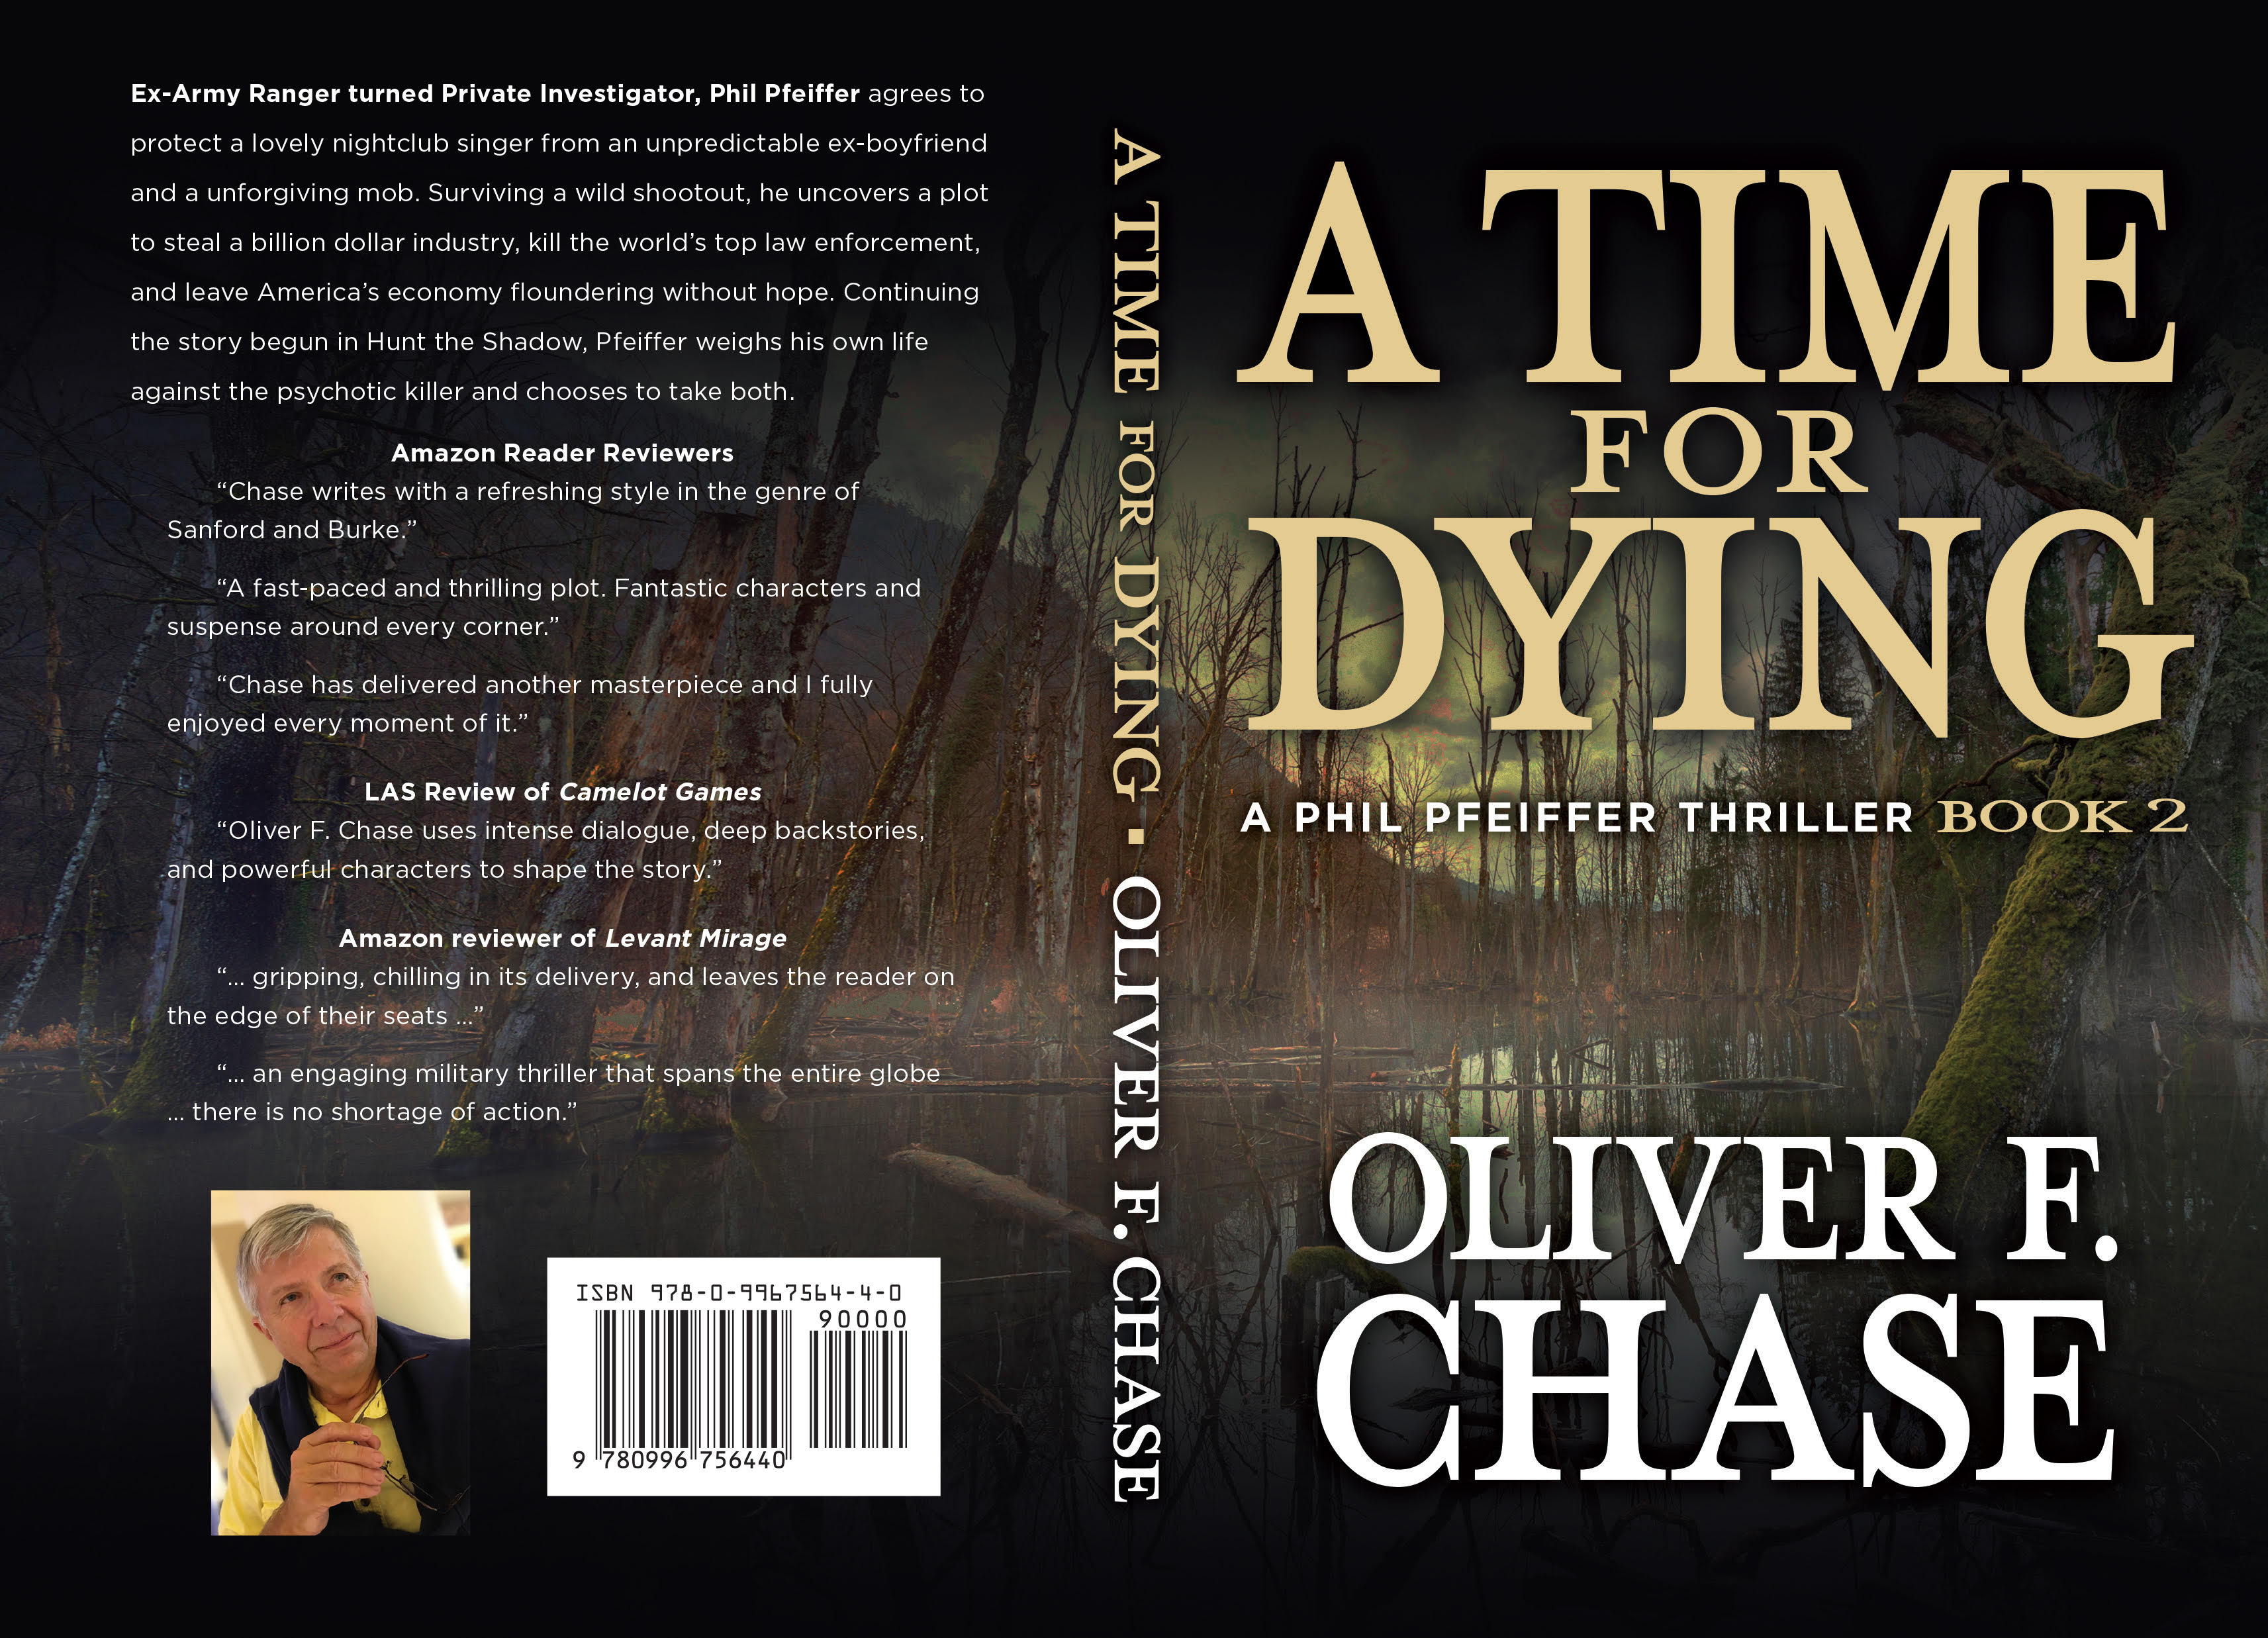 Ex-Army Ranger turned Private Investigator, Phil Pfeiffer agrees to
protect a lovely nightclub singer from an unpredictable ex-boyfriend
and a unforgiving mob. Surviving a wild shootout, he uncovers a plot
to steal a billion dollar industry, kill the world’s top law enforcement,
and leave America’s economy floundering without hope. Continuing
the story begun in Hunt the Shadow, Pfeiffer weighs his own life
against the psychotic killer and chooses to take both.
Amazon Reader Reviewers
“Chase writes with a refreshing style in the genre of
Sanford and Burke.”
“A fast-paced and thrilling plot. Fantastic characters and
suspense around every corner.”
“Chase has delivered another masterpiece and I fully
enjoyed every moment of it.”
LAS Review of Camelot Games
“Oliver F. Chase uses intense dialogue, deep backstories,
and powerful characters to shape the story.”
Amazon reviewer of Levant Mirage
“... gripping, chilling in its delivery, and leaves the reader on
the edge of their seats ...”
“... an engaging military thriller that spans the entire globe
... there is no shortage of action.”
ISBN 978-0-9967564-4-0
90000
9 780996 756440
A TIME FOR DYING ▪ OLIVER F. CHASE
A TIME
FOR
DYING
A PHIL PFEIFFER THRILLER BOOK 2
OLIVER F.
CHASE